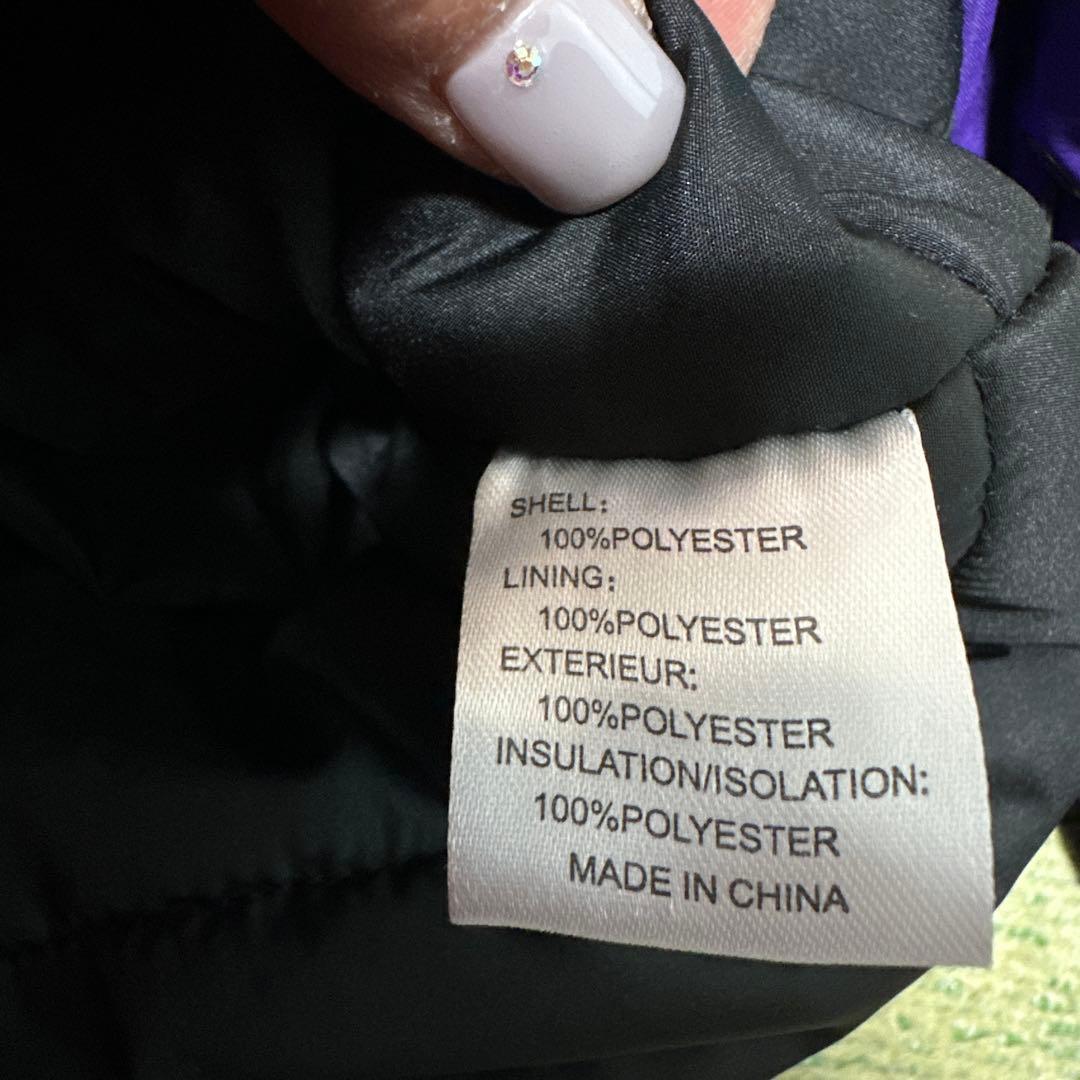 SHELL:
100%POLYESTER
LINING:
100%POLYESTER
EXTERIEUR:
100%POLYESTER
INSULATION/ISOLATION:
100%POLYESTER
MADE IN CHINA